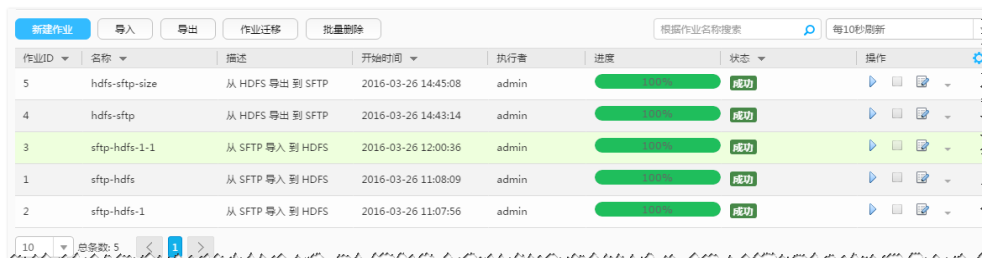 新建作业 导入 导出 作业迁移 批量删除 根据作业名称搜索 每10秒刷新
作业ID 名称 描述 开始时间 执行者 进度 状态 操作
5 hdfs-sftp-size 从 HDFS 导出 到 SFTP 2016-03-26 14:45:08 admin 100% 成功
4 hdfs-sftp 从 HDFS 导出 到 SFTP 2016-03-26 14:43:14 admin 100% 成功
3 sftp-hdfs-1-1 从 SFTP 导入 到 HDFS 2016-03-26 12:00:36 admin 100% 成功
1 sftp-hdfs 从 SFTP 导入 到 HDFS 2016-03-26 11:08:09 admin 100% 成功
2 sftp-hdfs-1 从 SFTP 导入 到 HDFS 2016-03-26 11:07:56 admin 100% 成功
10 总条数: 5 1